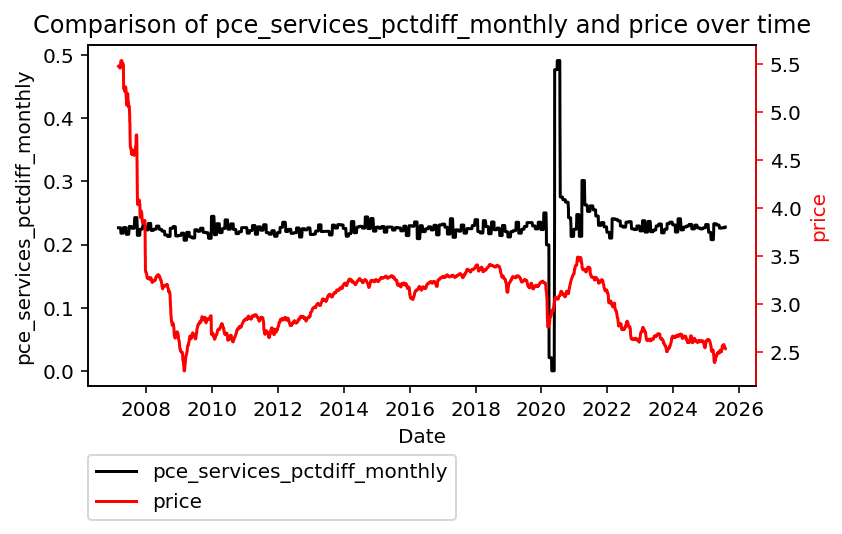 Comparison of pce_services_pctdiff_monthly and price over time
pce_services_pctdiff_monthly
0.5
0.4
0.3
0.2
0.1
0.0
5.5
5.0
4.5
4.0
3.5
3.0
2.5
price
2008 2010 2012 2014 2016 2018 2020 2022 2024 2026
Date
pce_services_pctdiff_monthly
price